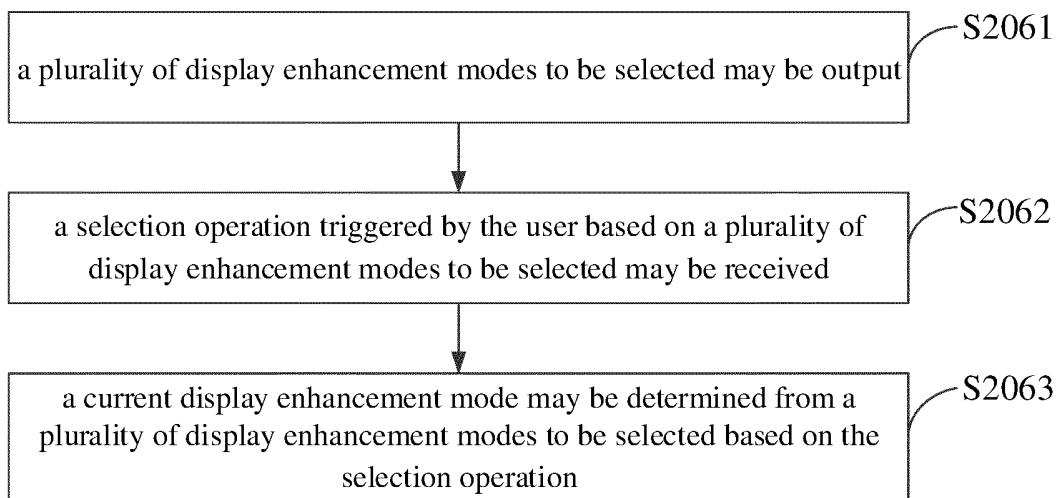 S2061
a plurality of display enhancement modes to be selected may be output
S2062
a selection operation triggered by the user based on a plurality of
display enhancement modes to be selected may be received
S2063
a current display enhancement mode may be determined from a
plurality of display enhancement modes to be selected based on the
selection operation